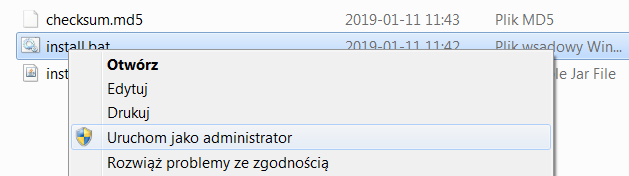 checksum.md5 2019-01-11 11:43 Plik MD5
install.bat 2019-01-11 11:42 Plik wsadowy Win...
inst le Jar File
Otwórz
Edytuj
Drukuj
Uruchom jako administrator
Rozwiąż problemy ze zgodnością